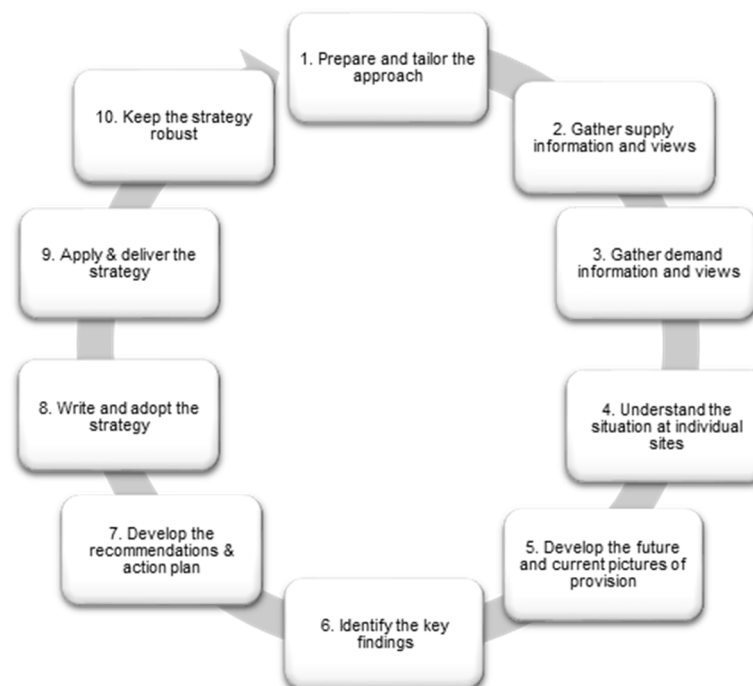 1. Prepare and tailor the
approach
2. Gather supply
information and views
3. Gather demand
information and views
4. Understand the
situation at individual
sites
5. Develop the future
and current pictures of
provision
6. Identify the key
findings
7. Develop the
recommendations &
action plan
8. Write and adopt the
strategy
9. Apply & deliver the
strategy
10. Keep the strategy
robust